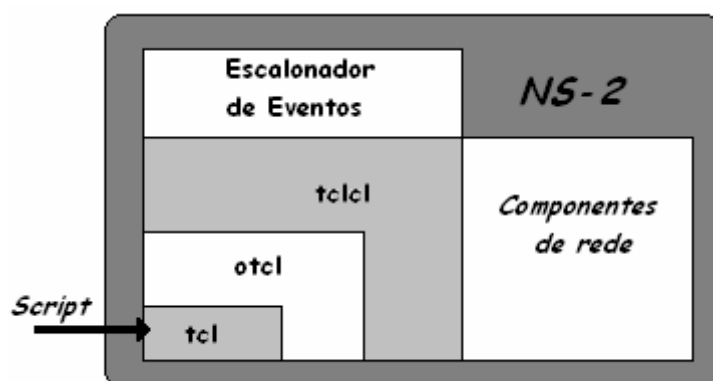 Escalonador
de Eventos
NS-2
tclcl
Componentes
de rede
otcl
Script
tcl